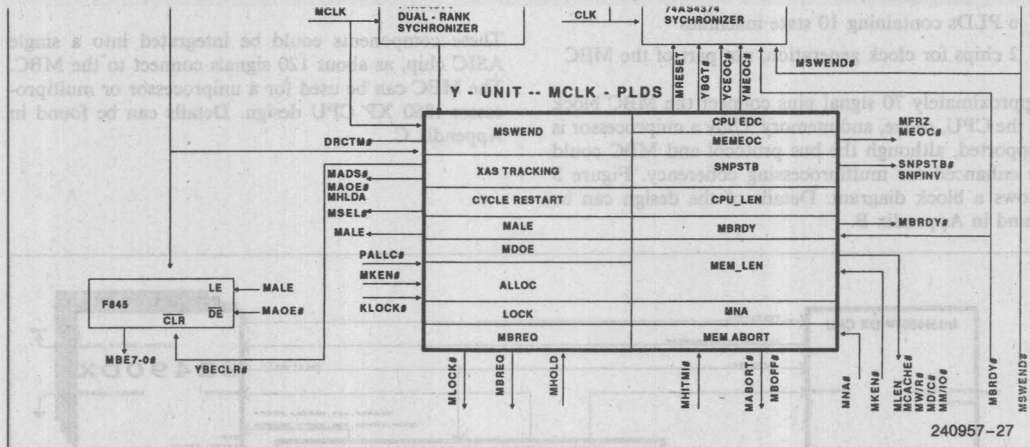 MCLK
DUAL - RANK
SYCHRONIZER
CLK
74AS4374
SYCHRONIZER
MRESET
YBGT#
YCEOC#
YMEOC#
MSWEND#
Y - UNIT -- MCLK - PLDS
MSWEND
CPU EDC
MEMEOC
MFRZ
MEOC#
DRCTM#
XAS TRACKING
SNPSTB
SNPSTB#
SNPINV
MADS#
MAOE#
MHLDA
CYCLE RESTART
CPU_LEN
MSEL#
MALE
MALE
MBRDY
MBRDY#
PALLC#
MDOE
MEM_LEN
MKEN#
ALLOC
KLOCK#
LOCK
MNA
MBREQ
MEM ABORT
F845
LE
MALE
DE
MAOE#
CLR
MBE7-0#
YBECLR#
MLOCK#
MBREQ
MHOLD
MHITMI#
MABORT#
MBOFF#
MNA#
MKEN#
MLEN
MCACHE#
MW/R#
MD/C#
MM/IO#
MBRDY#
MSWEND#
240957-27